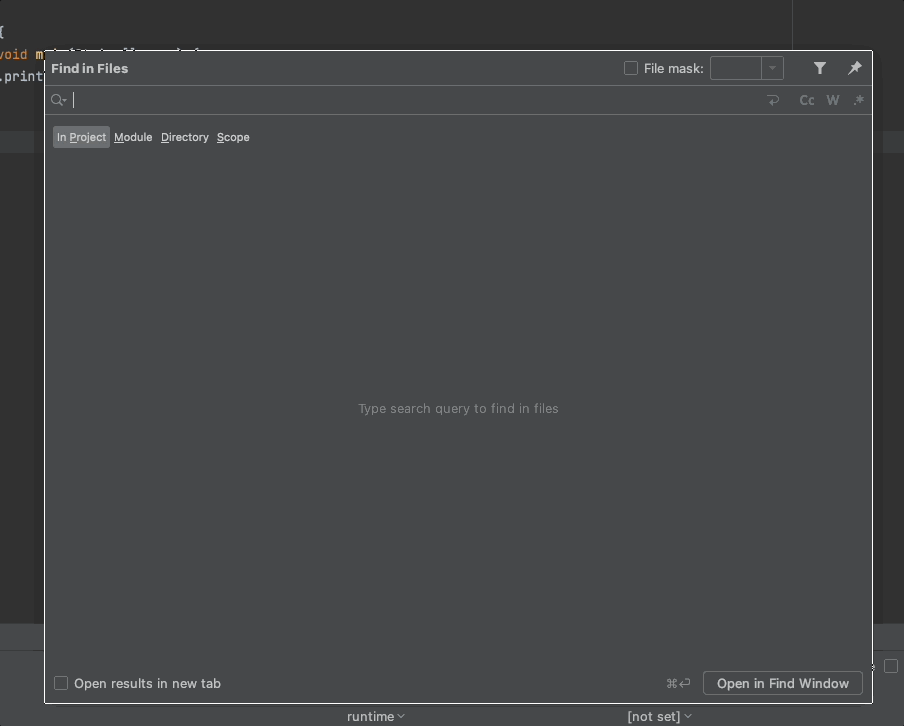 {
void
.print
Find in Files
File mask:
Cc W .*
In Project Module Directory Scope
Type search query to find in files
Open results in new tab
⌘⏎ Open in Find Window
runtime [not set]